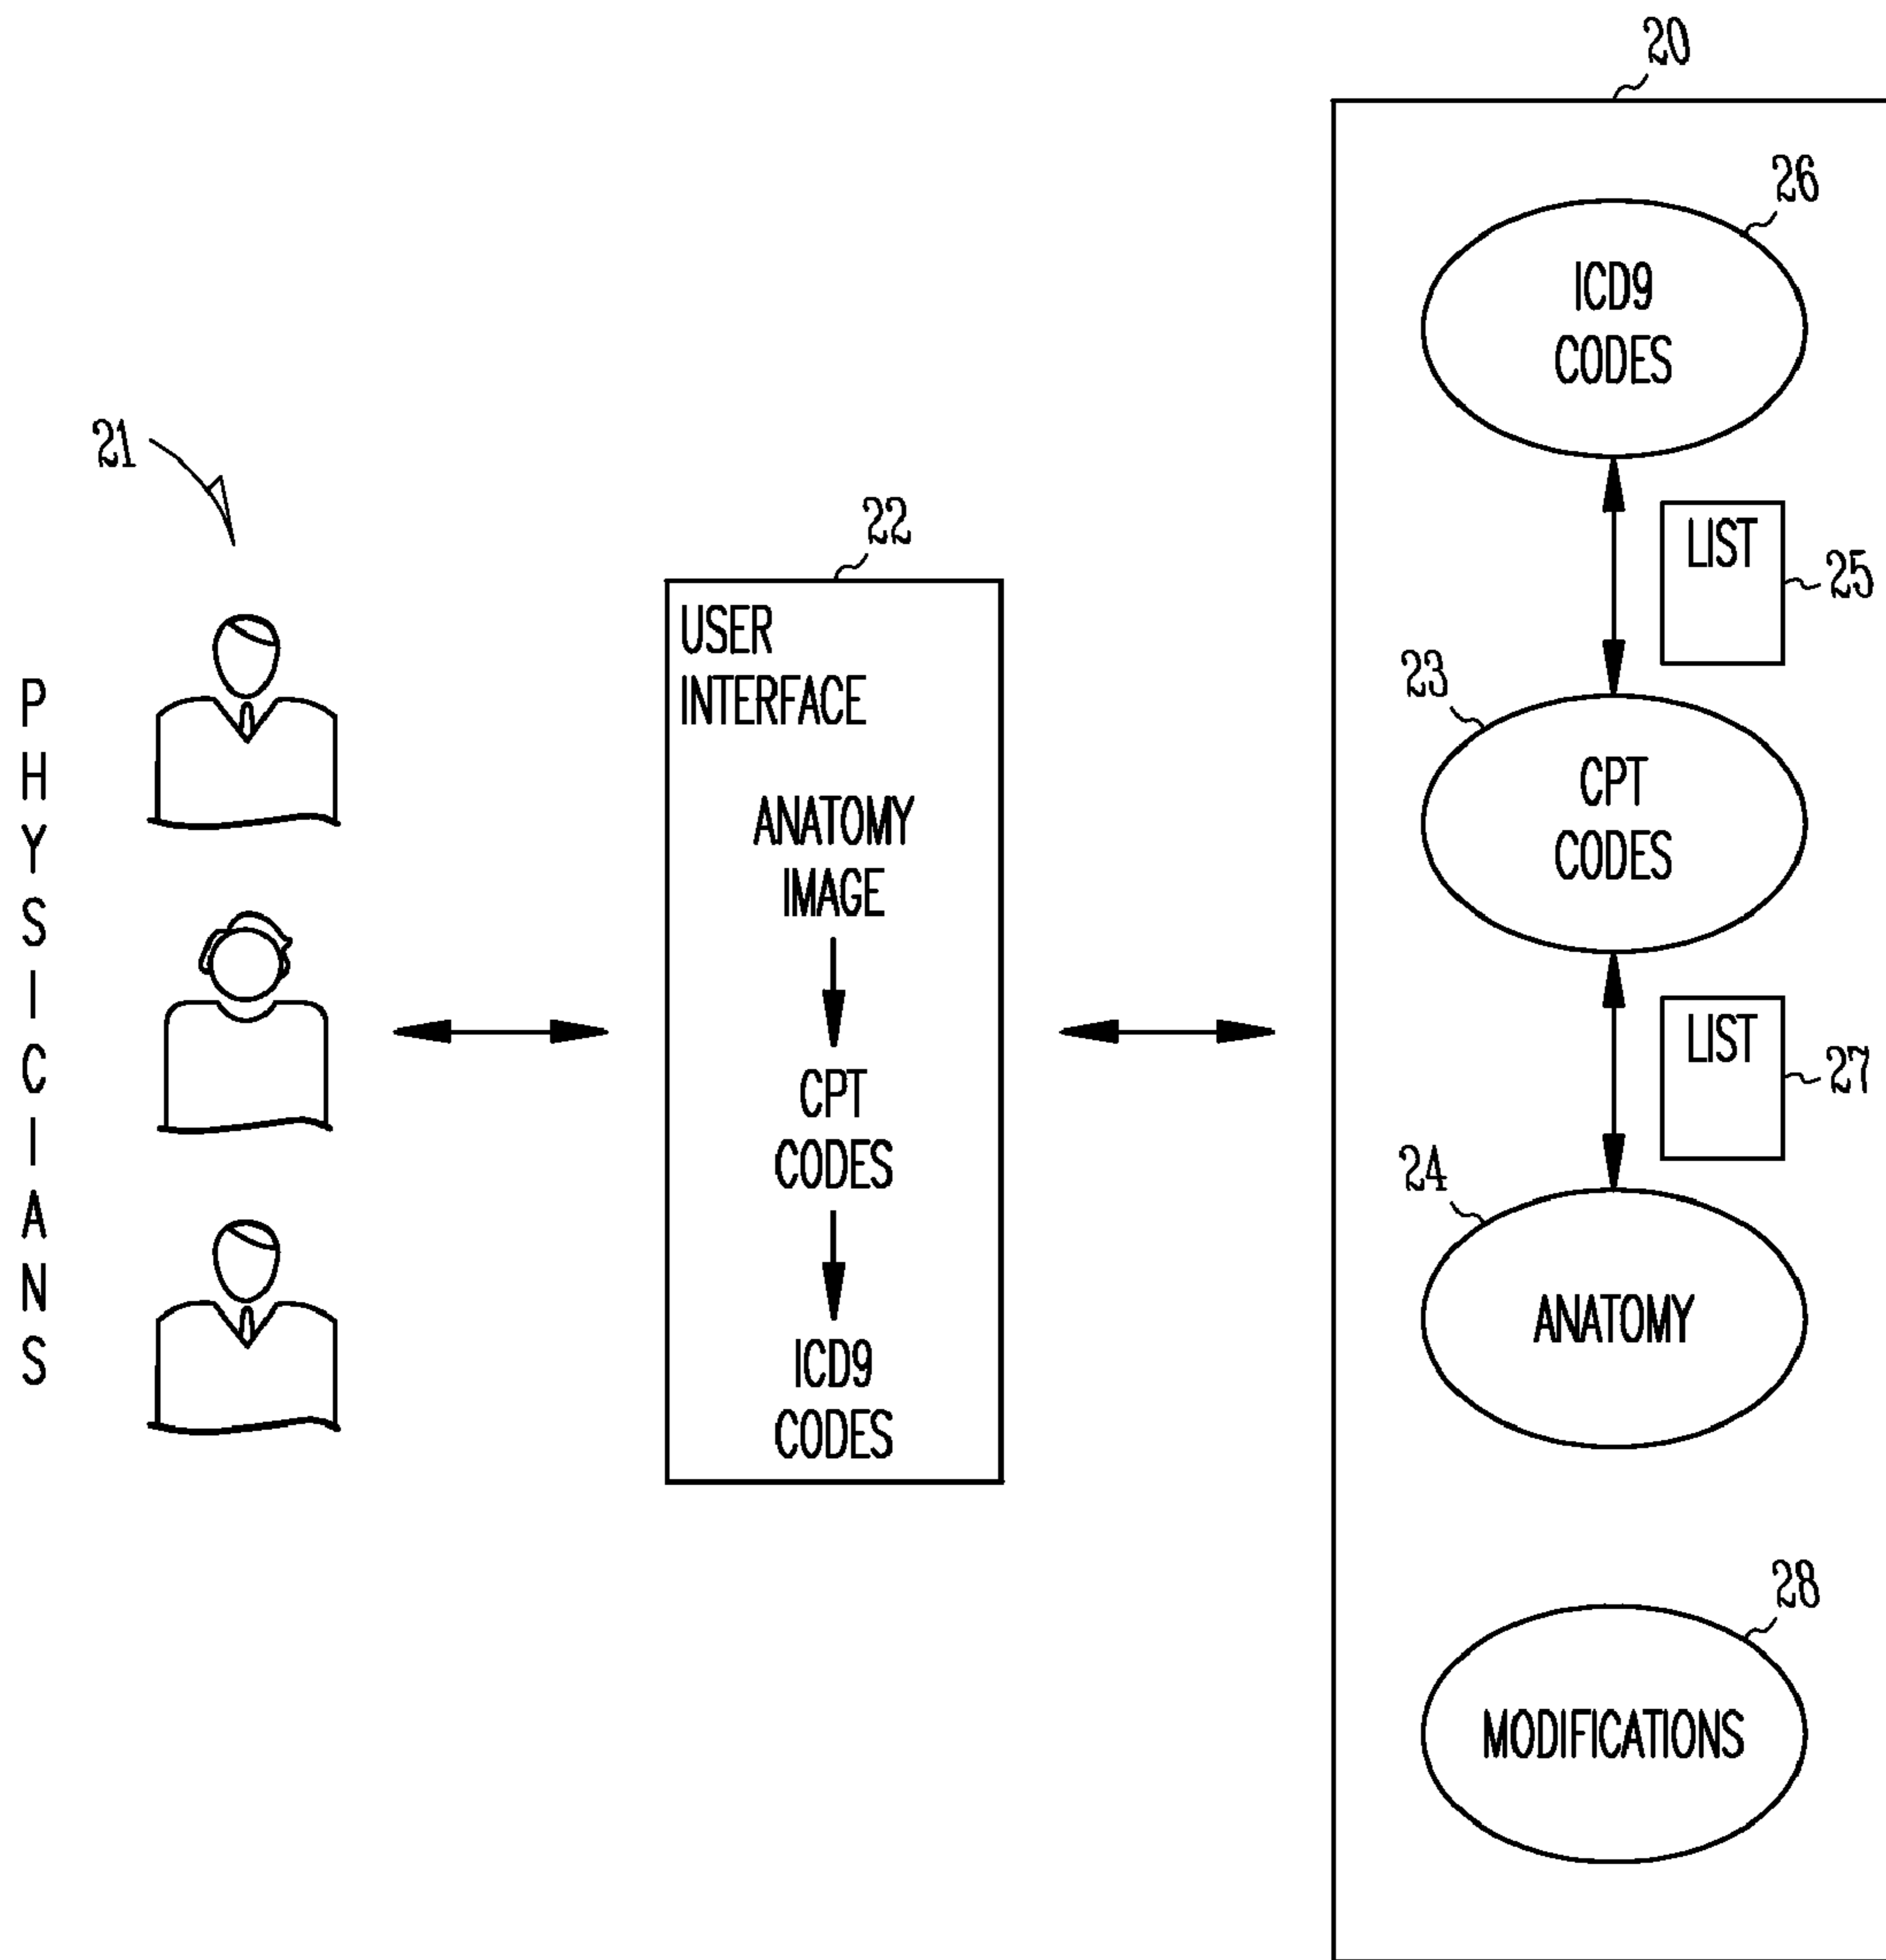 PHYSICIANS
21
22
USER
INTERFACE
ANATOMY
IMAGE
CPT
CODES
ICD9
CODES
20
26
ICD9
CODES
LIST
25
23
CPT
CODES
LIST
27
24
ANATOMY
28
MODIFICATIONS